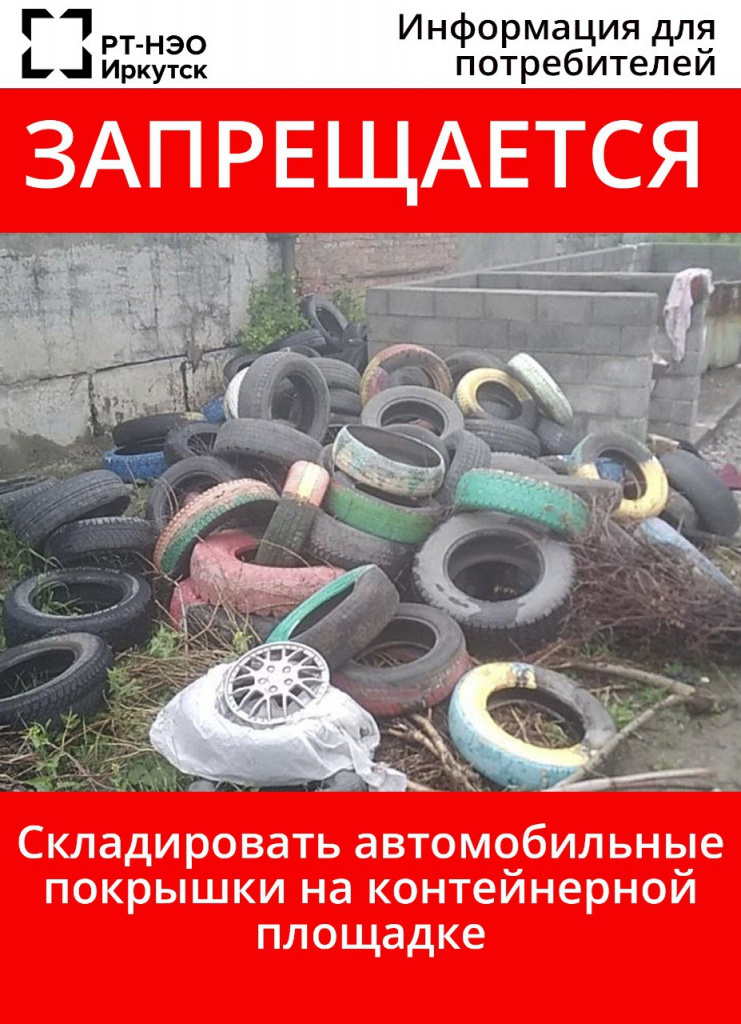 РТ-НЭО
Иркутск
Информация для
потребителей
ЗАПРЕЩАЕТСЯ
Складировать автомобильные
покрышки на контейнерной
площадке